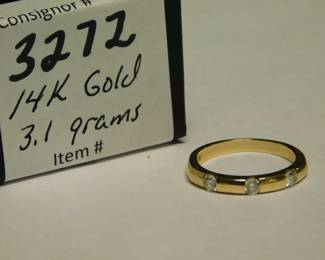 Consignor #
3272
14K Gold
3.1 grams
Item #